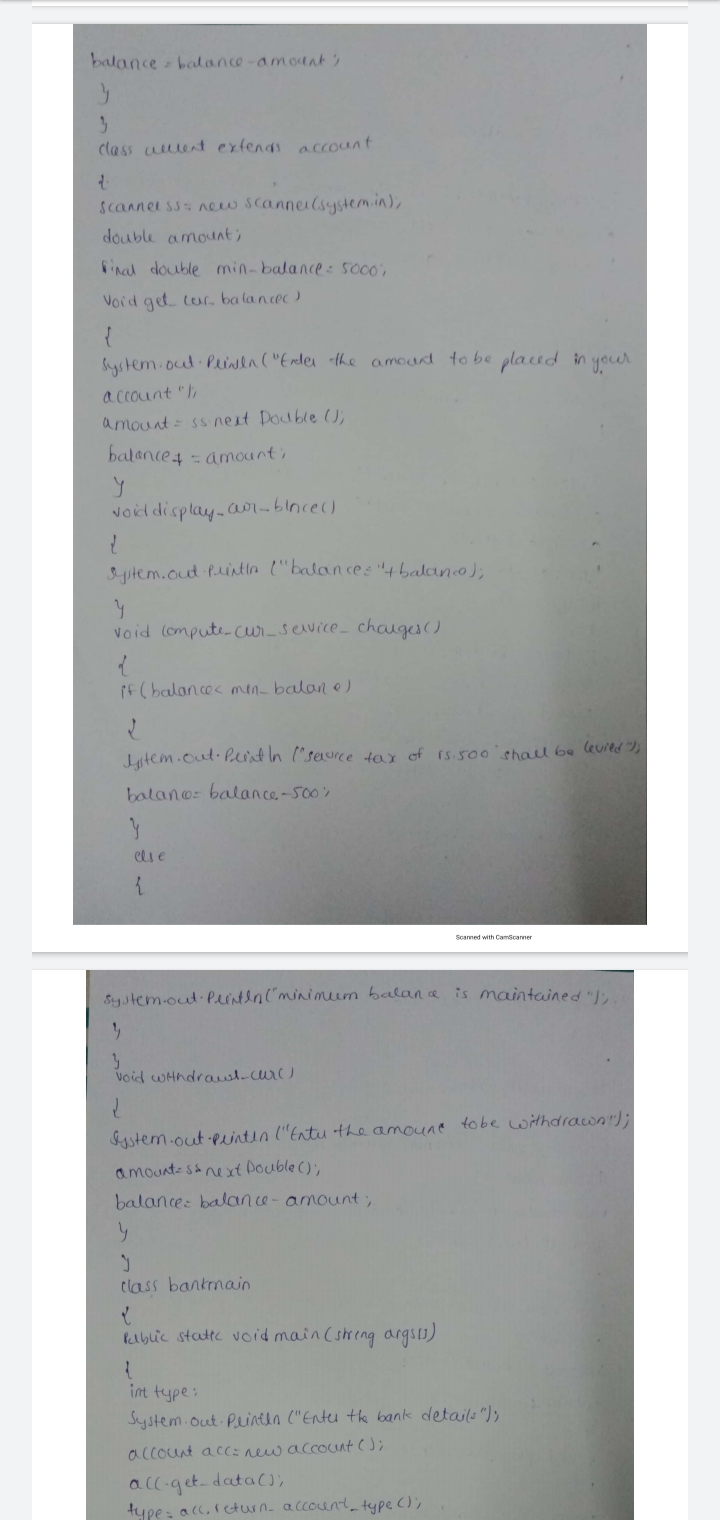 balance = balance - amount;
}
}
class current extends account
{
scanner ss = new scanner(system.in);
double amount;
final double min-balance = 5000;
void get_cur_balance()
{
System.out.Println("Enter the amount to be placed in your
account");
amount = ss.next Double();
balance+ = amount;
}
void display_cur_blnce()
{
System.out.Println ("balance="+balance);
}
void compute_cur_service_charges()
{
if (balance< min_balance)
{
System.out.Println ("service tax of rs.500 shall be levied");
balance= balance-500;
}
else
{
Scanned with CamScanner
system.out.Println("minimum balance is maintained");
}
}
void withdrawl_cur()
{
System.out.println ("Enter the amount tobe withdrawn");
amount=ss nextDouble();
balance= balance- amount;
}
}
class bankmain
{
Public static void main (string args[])
{
int type:
System.out.Println ("Enter the bank details");
account acc= new account();
acc.get_data();
type= acc.return_account_type();